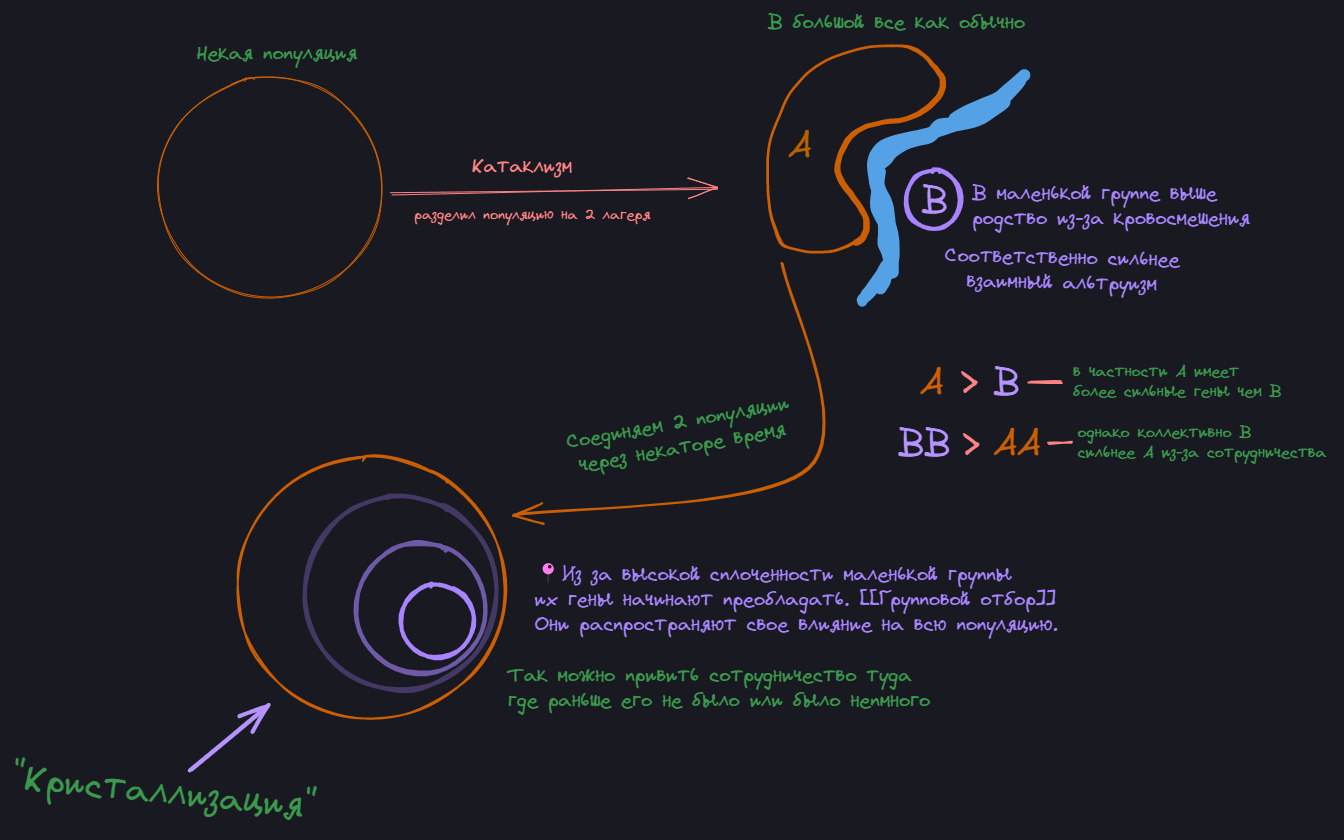 Некая популяция
Катаклизм
разделил популяцию на 2 лагеря
В большой все как обычно
А
В
В маленькой группе выше
родство из-за кровосмешения
Соответственно сильнее
взаимный альтруизм
А > В —
в частности А имеет
более сильные гены чем В
ВВ > АА —
однако коллективно В
сильнее А из-за сотрудничества
Соединяем 2 популяции
через некаторе время
📍 Из за высокой сплоченности маленькой группы
их гены начинают преобладать. [[Групповой отбор]]
Они распространяют свое влияние на всю популяцию.
Так можно привить сотрудничество туда
где раньше его не было или было непмного
"Кристаллизация"